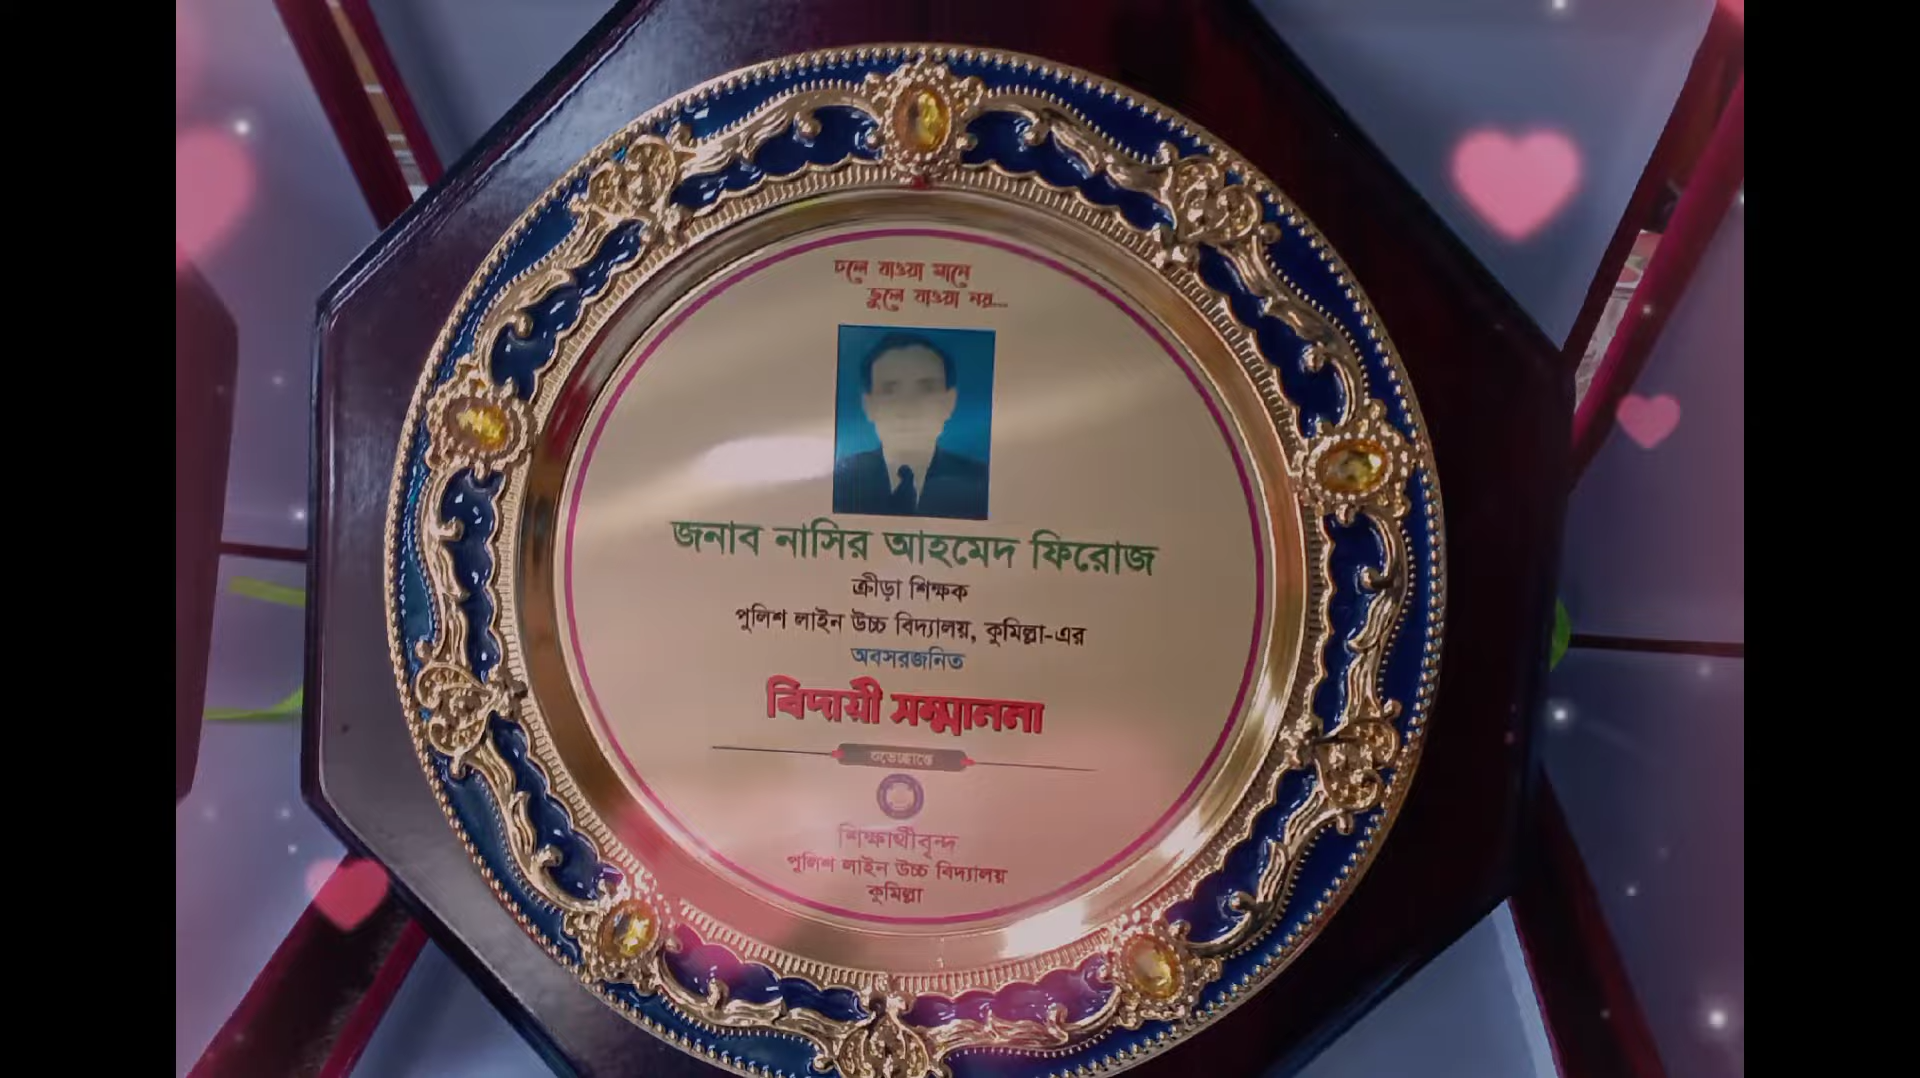 চলে যাওয়া মানে
ভুলে যাওয়া নয়...
জনাব নাসির আহমেদ ফিরোজ
ক্রীড়া শিক্ষক
পুলিশ লাইন উচ্চ বিদ্যালয়, কুমিল্লা-এর
অবসরজনিত
বিদায়ী সম্মাননা
শুভেচ্ছান্তে
শিক্ষার্থীবৃন্দ
পুলিশ লাইন উচ্চ বিদ্যালয়
কুমিল্লা